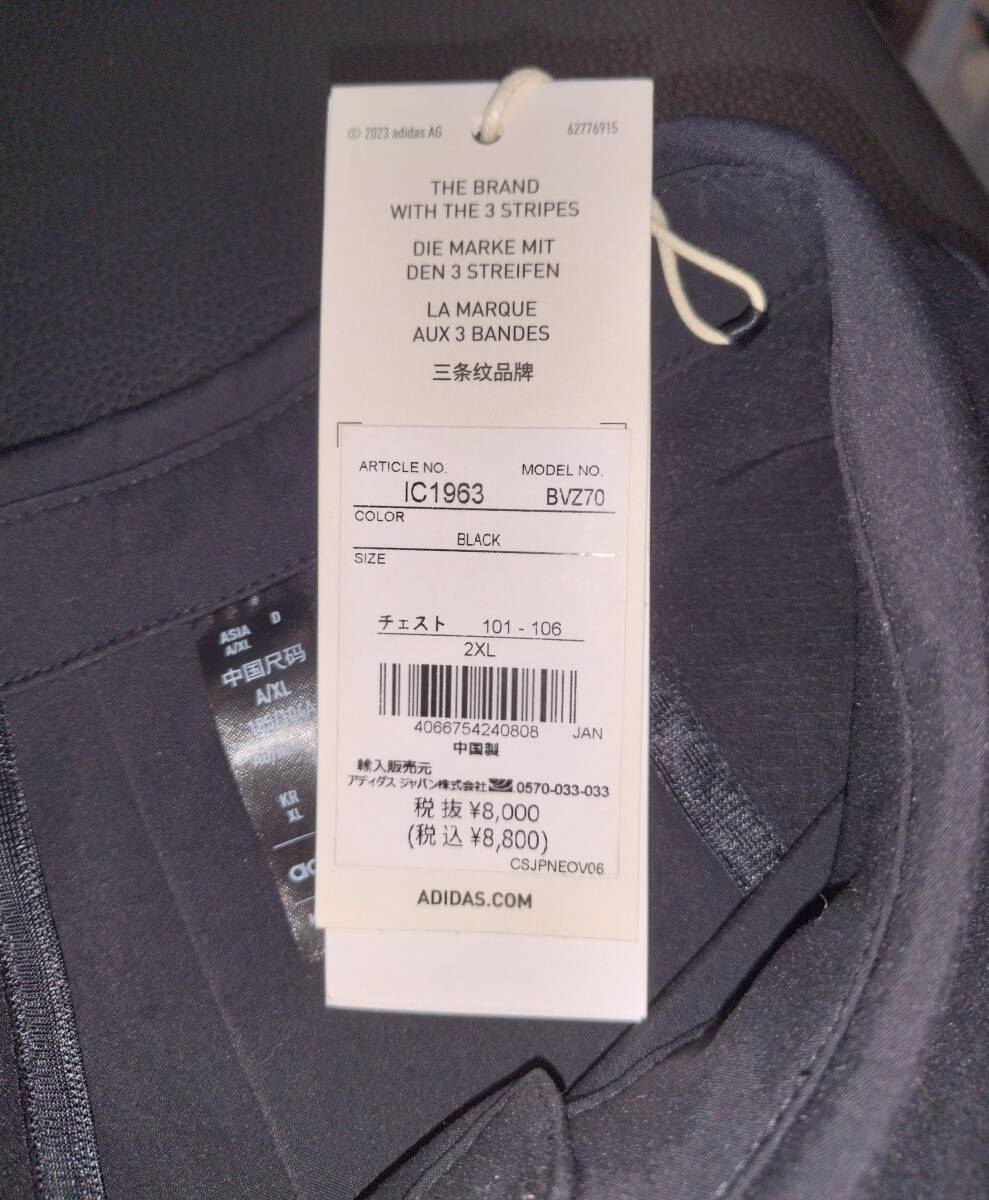 © 2023 adidas AG 62776915
THE BRAND
WITH THE 3 STRIPES
DIE MARKE MIT
DEN 3 STREIFEN
LA MARQUE
AUX 3 BANDES
三条纹品牌
ARTICLE NO. MODEL NO.
IC1963 BVZ70
COLOR
BLACK
SIZE
チェスト 101 - 106
2XL
4066754240808 JAN
中国製
輸入販売元
アディダス ジャパン株式会社 0570-033-033
税抜 ¥8,000
(税込 ¥8,800)
CSJPNEOV06
ADIDAS.COM
ASIA D
A/XL
中国尺码
A/XL
KR
XL